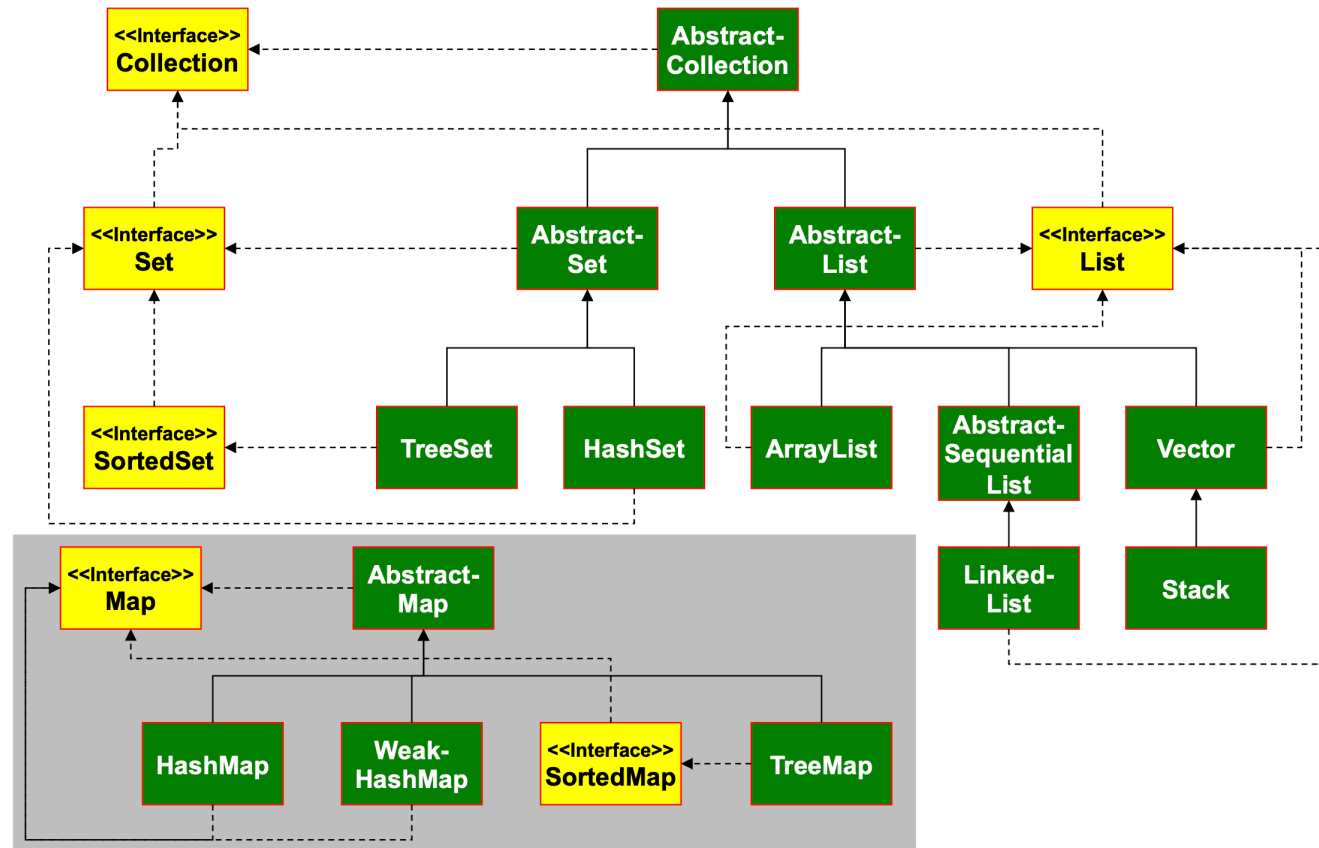 <<Interface>>
Collection
Abstract-
Collection
<<Interface>>
Set
Abstract-
Set
Abstract-
List
<<Interface>>
List
<<Interface>>
SortedSet
TreeSet
HashSet
ArrayList
Abstract-
Sequential
List
Vector
<<Interface>>
Map
Abstract-
Map
Linked-
List
Stack
HashMap
Weak-
HashMap
<<Interface>>
SortedMap
TreeMap